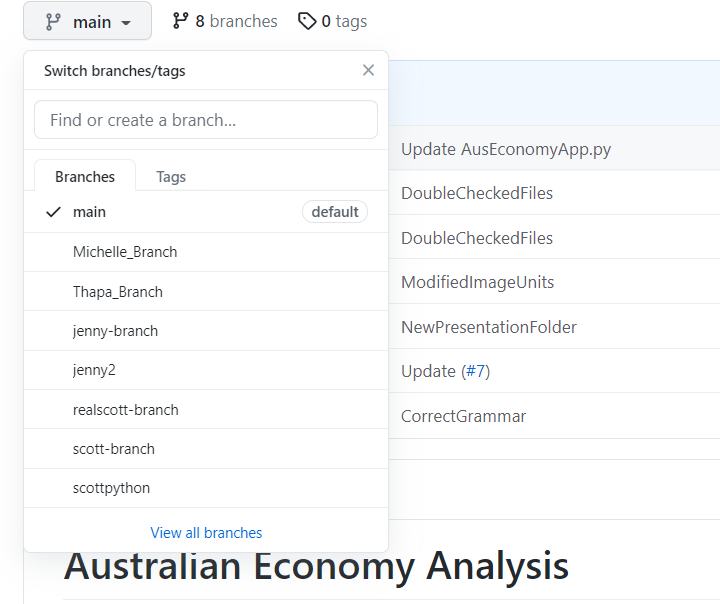 main
8 branches
0 tags
Switch branches/tags
Find or create a branch...
Branches
Tags
main
default
Michelle_Branch
Thapa_Branch
jenny-branch
jenny2
realscott-branch
scott-branch
scottpython
View all branches
Update AusEconomyApp.py
DoubleCheckedFiles
DoubleCheckedFiles
ModifiedImageUnits
NewPresentationFolder
Update (#7)
CorrectGrammar
Australian Economy Analysis